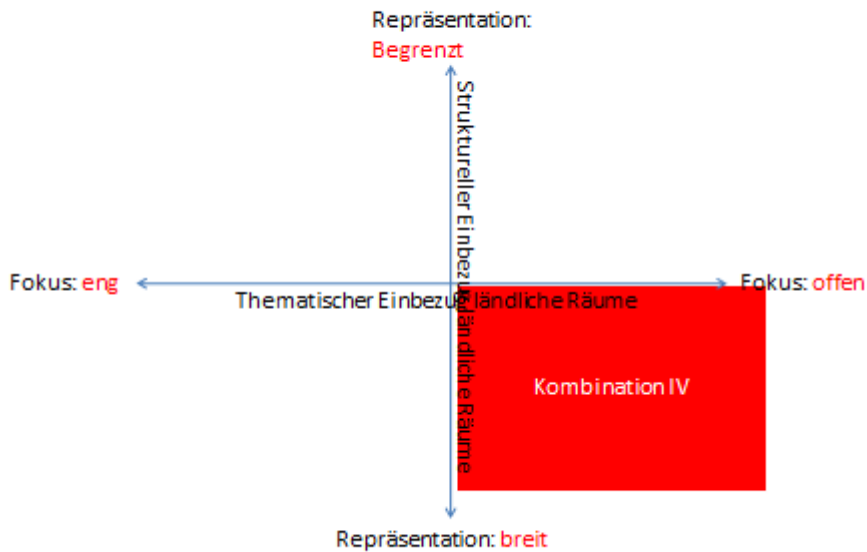 Repräsentation:
Begrenzt
Struktureller Einbezug ländliche Räume
Fokus: eng
Fokus: offen
Thematischer Einbezug ländliche Räume
Kombination IV
Repräsentation: breit